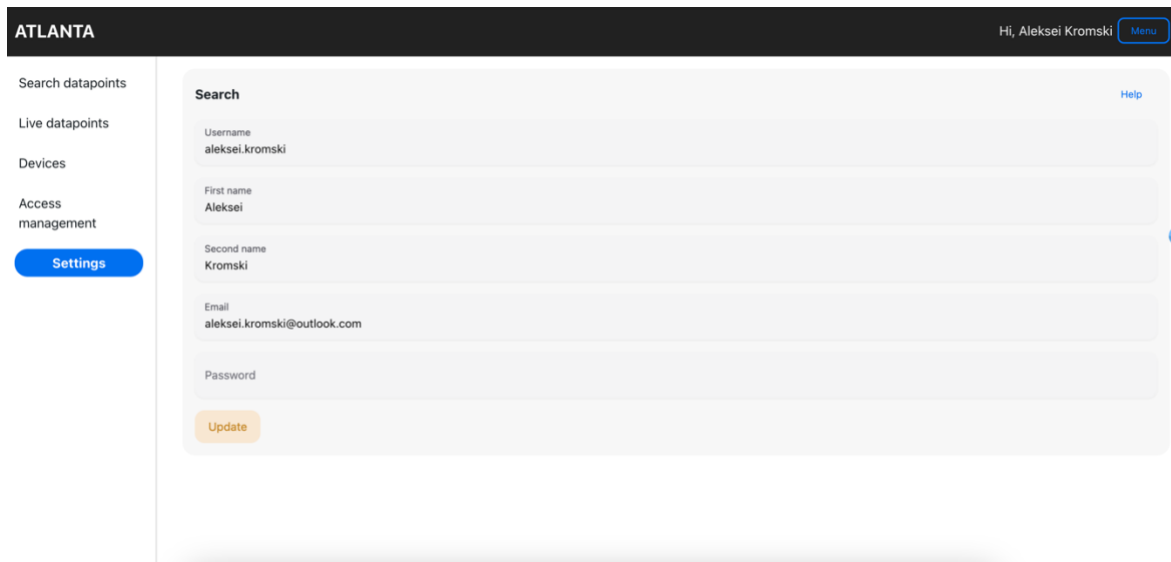 ATLANTA
Hi, Aleksei Kromski
Menu
Search datapoints
Live datapoints
Devices
Access
management
Settings
Search
Help
Username
aleksei.kromski
First name
Aleksei
Second name
Kromski
Email
aleksei.kromski@outlook.com
Password
Update